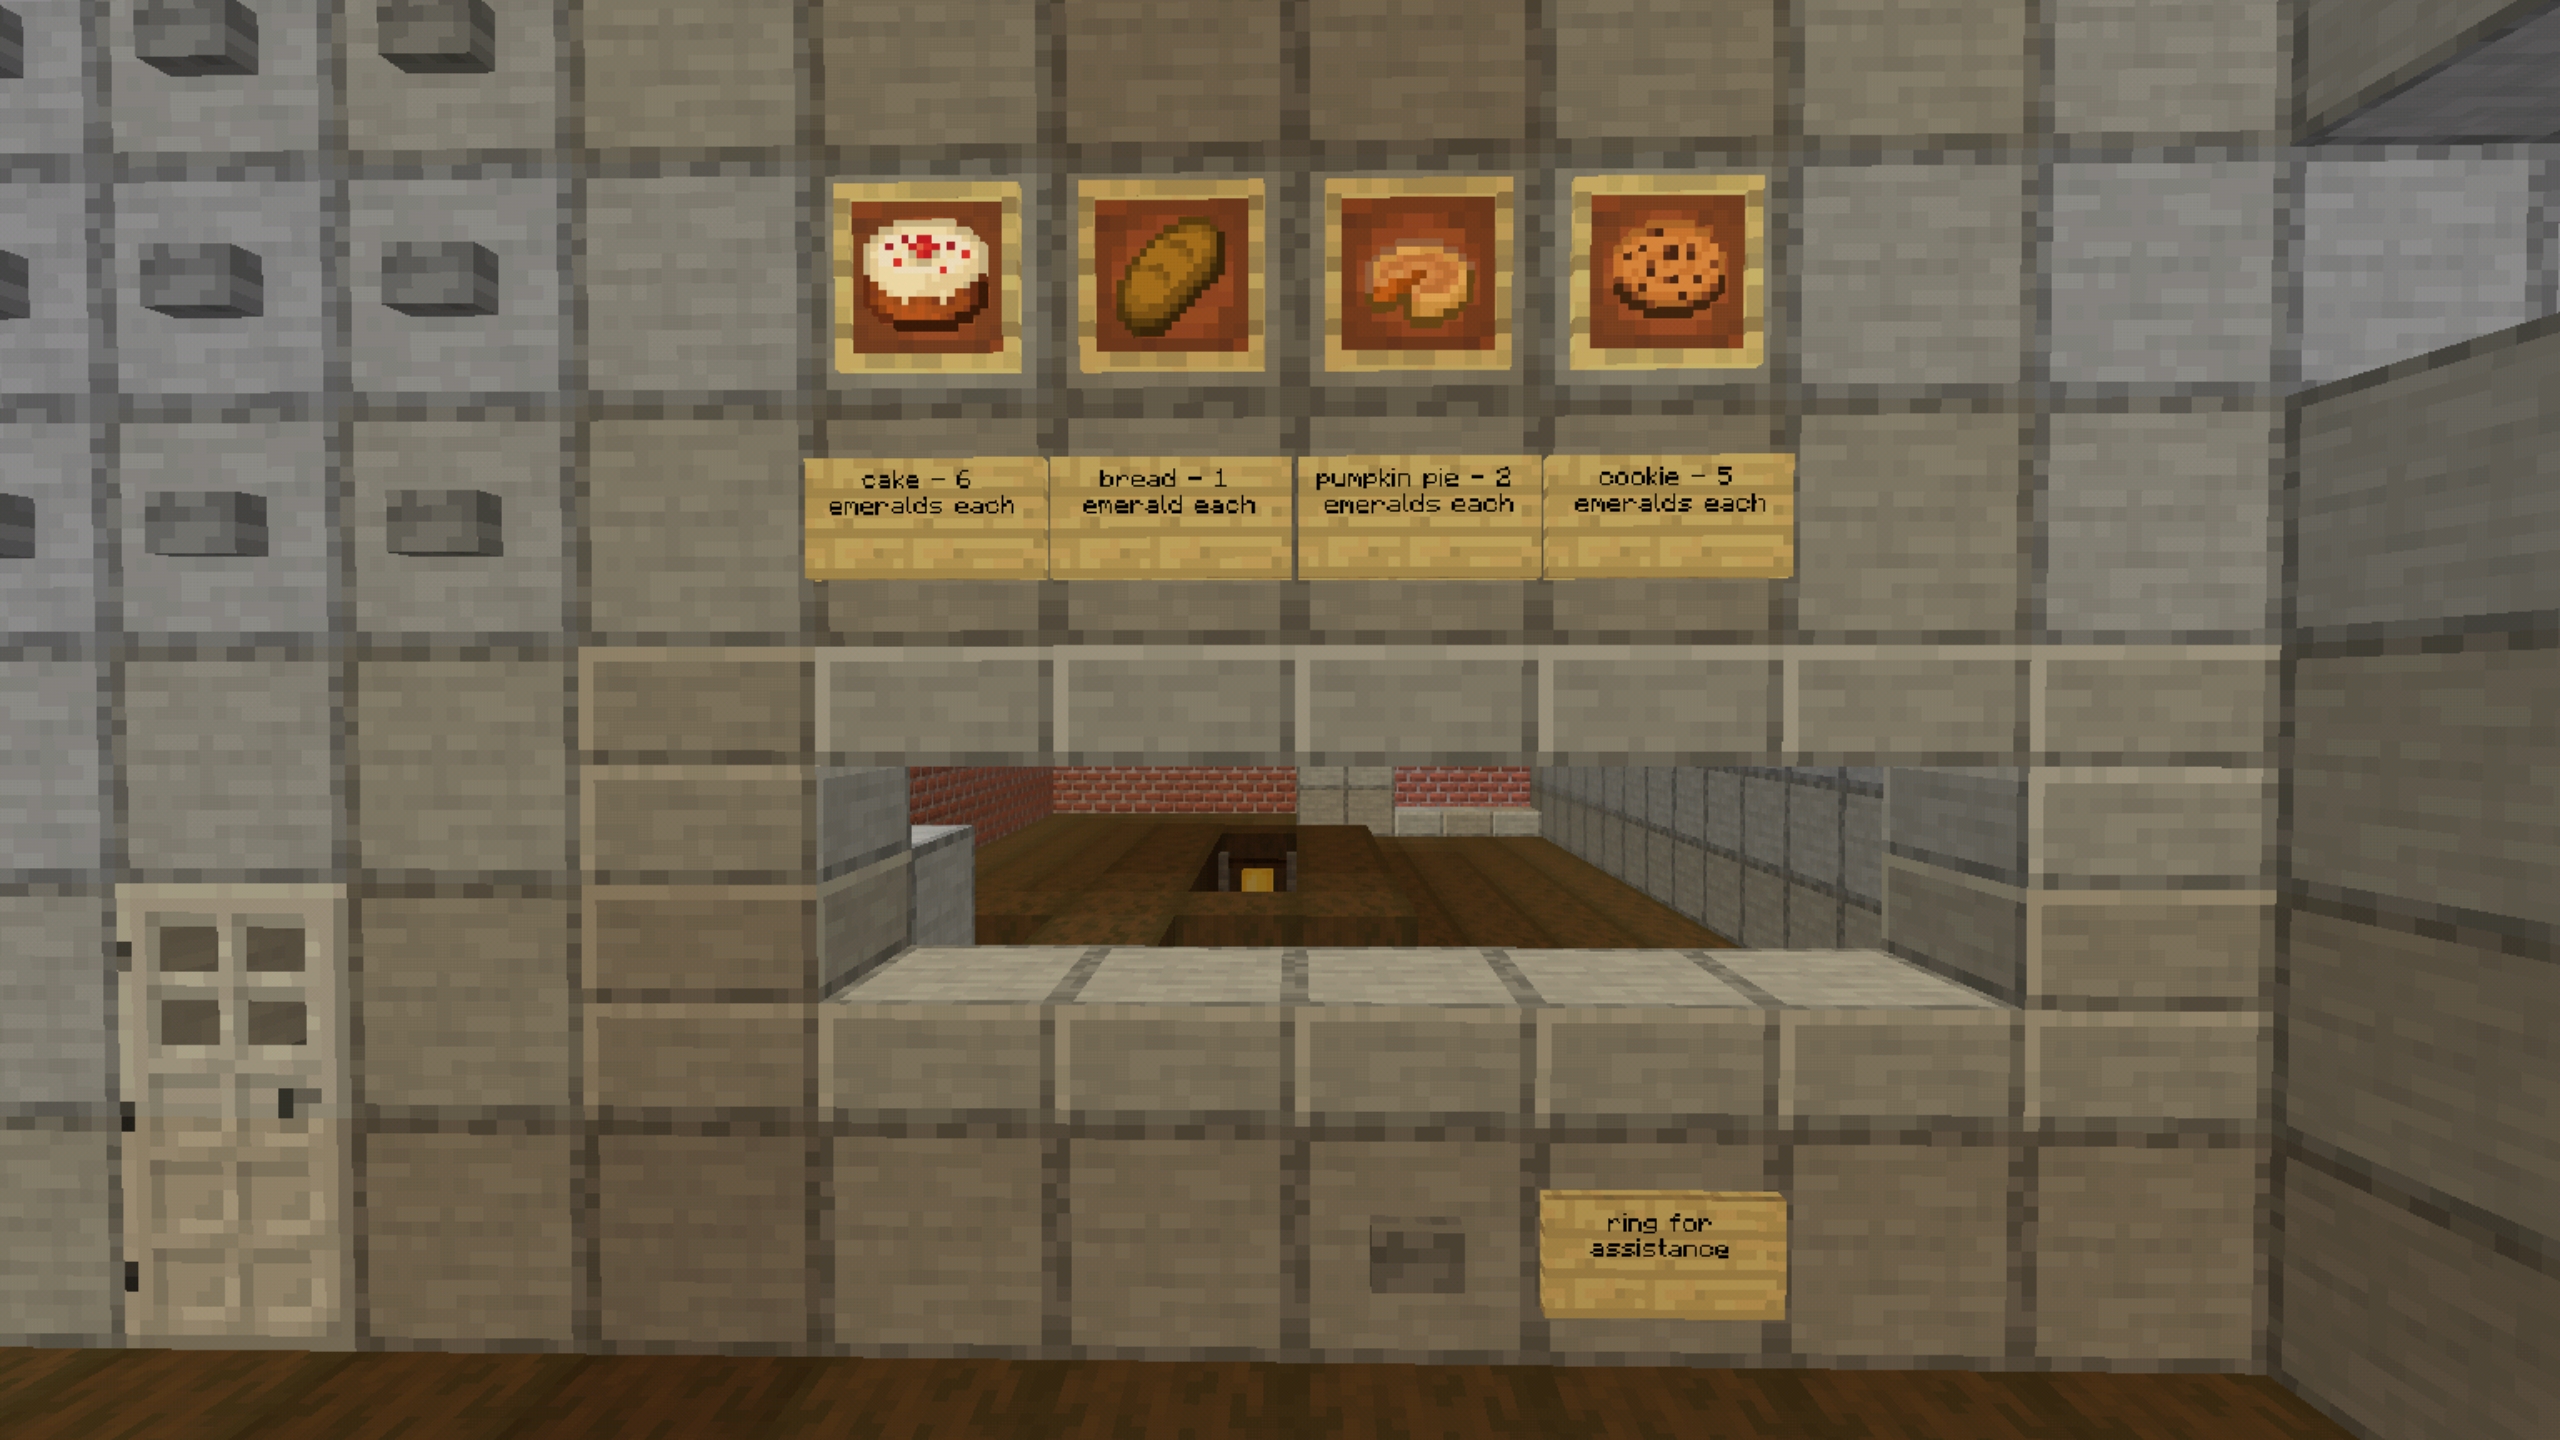 cake - 6
emeralds each
bread - 1
emerald each
pumpkin pie - 2
emeralds each
cookie - 5
emeralds each
ring for
assistance